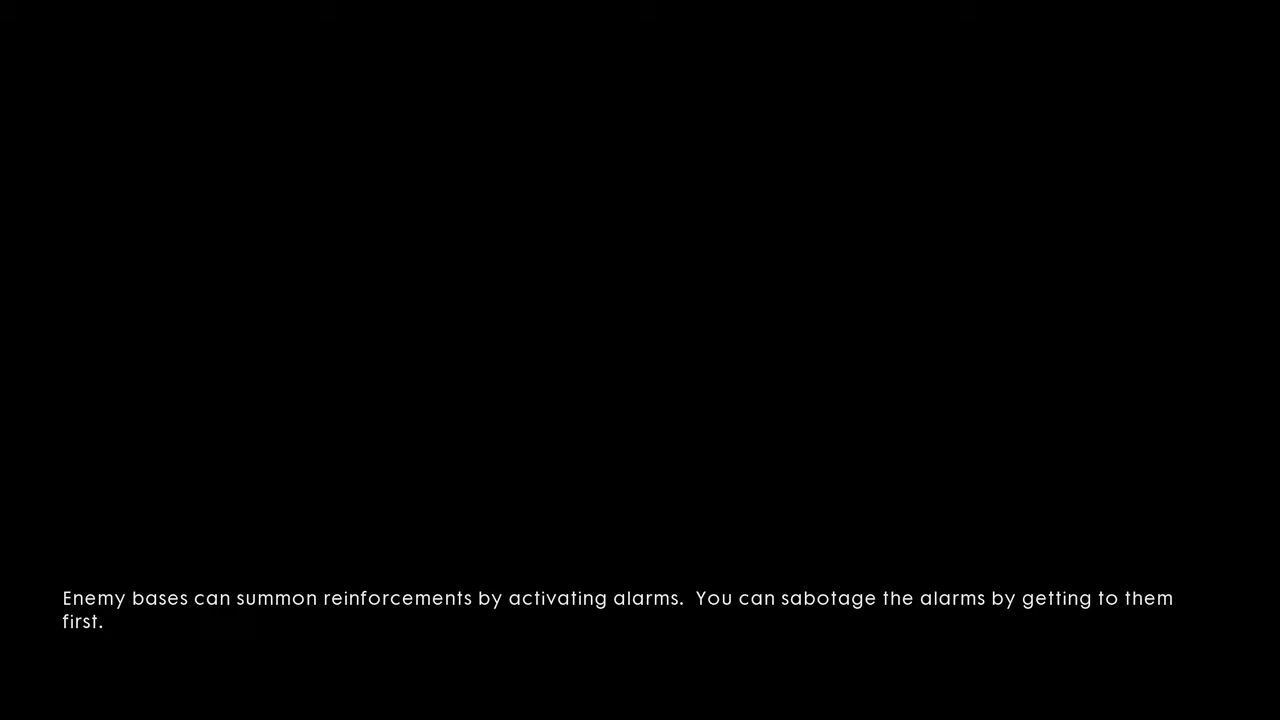 Enemy bases can summon reinforcements by activating alarms.  You can sabotage the alarms by getting to them
first.